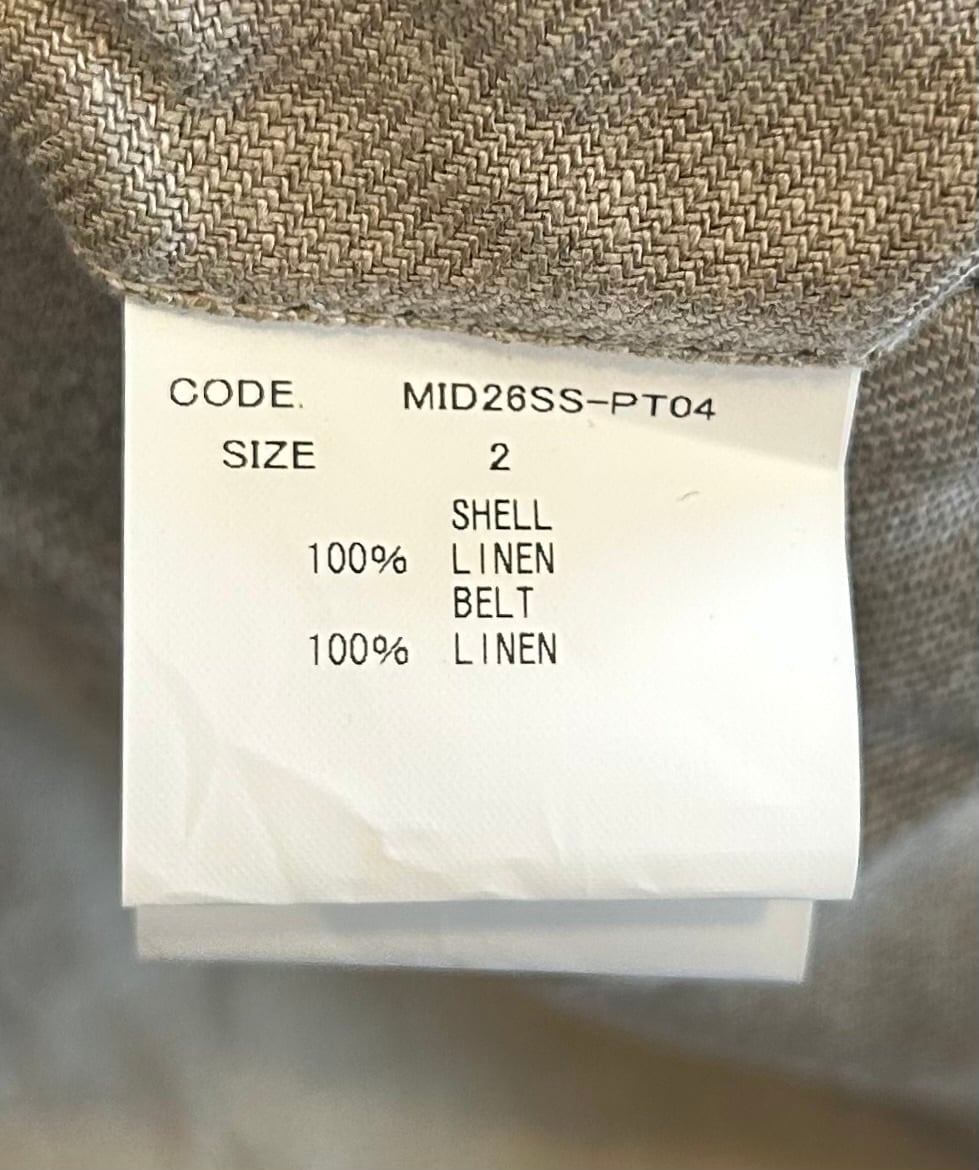 CODE. MID26SS-PT04
SIZE 2
SHELL
100% LINEN
BELT
100% LINEN